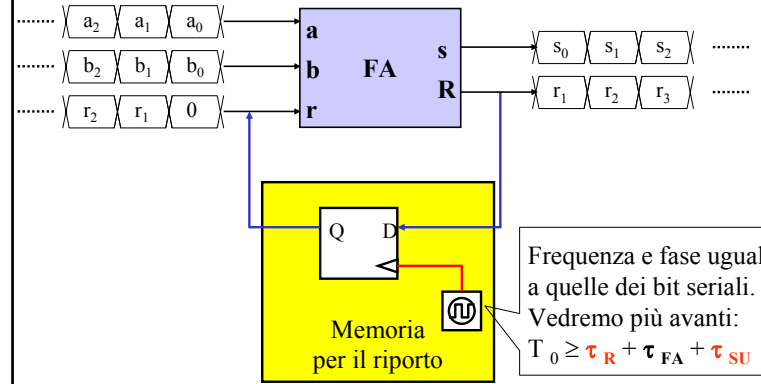 ........ a₂ a₁ a₀
a
........ b₂ b₁ b₀
b
........ r₂ r₁ 0
r
FA
s
R
s₀ s₁ s₂ ........
r₁ r₂ r₃ ........
Q D
Memoria
per il riporto
Frequenza e fase ugual
a quelle dei bit seriali.
Vedremo più avanti:
T ₀ ≥ τ R + τ FA + τ SU